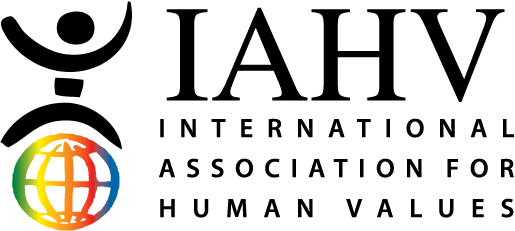 IAHV
INTERNATIONAL
ASSOCIATION FOR
HUMAN VALUES